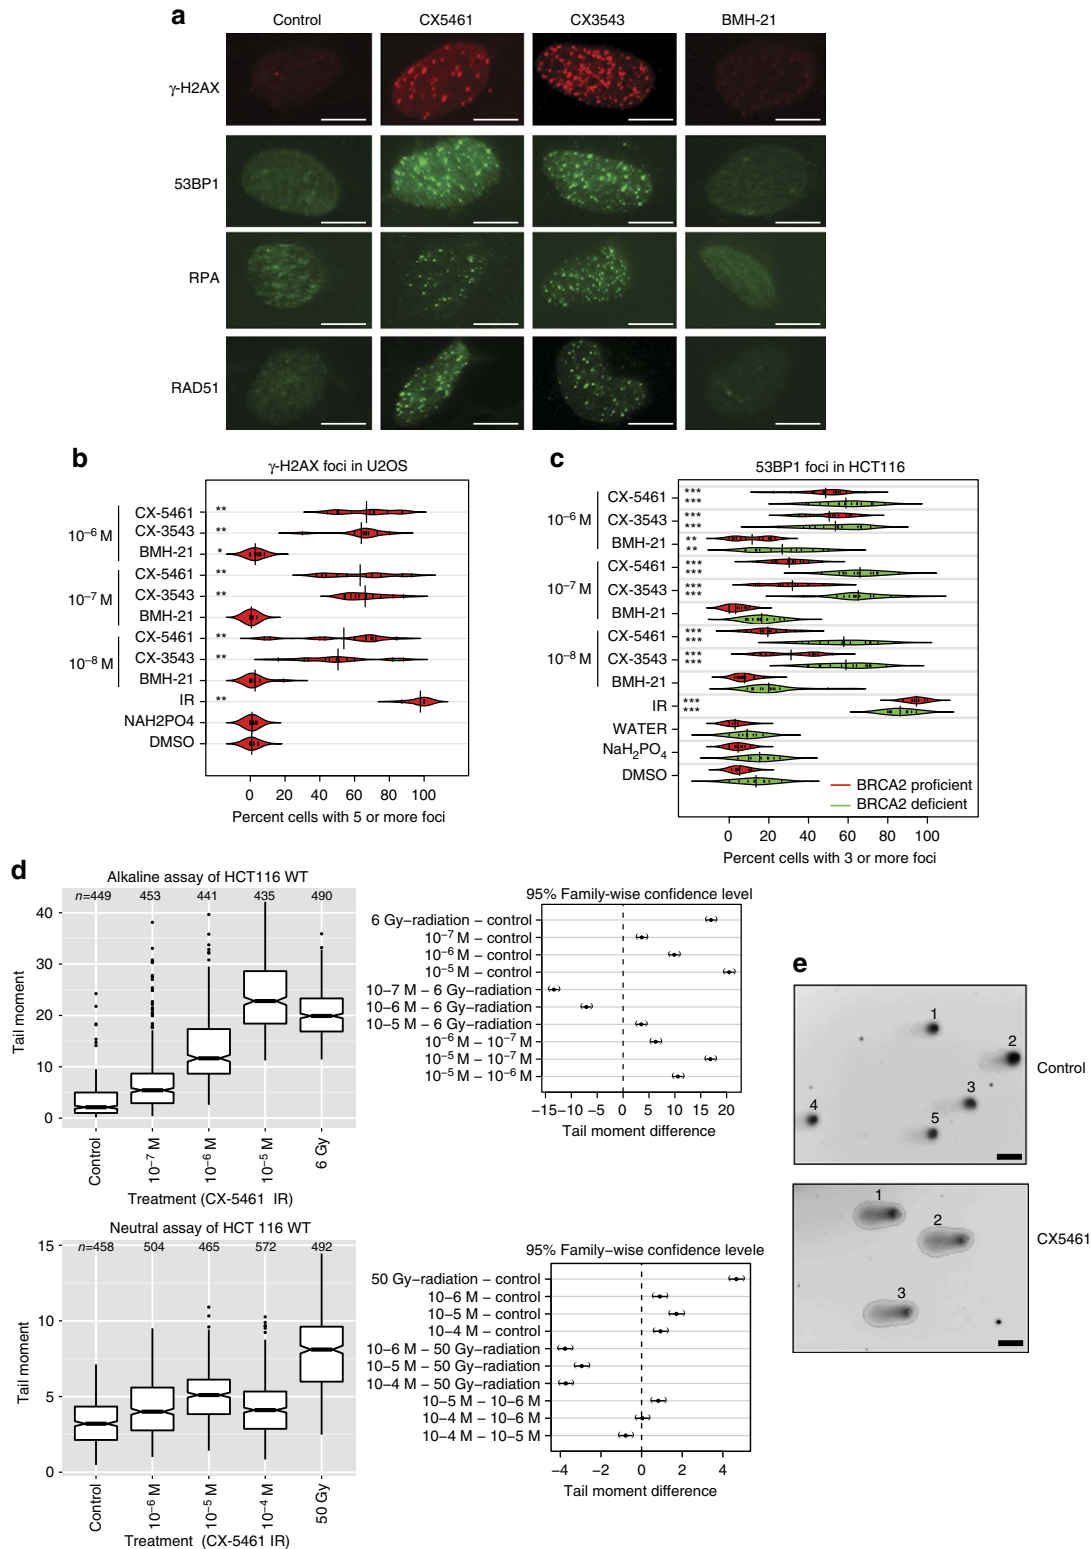 a
Control CX5461 CX3543 BMH-21
γ-H2AX
53BP1
RPA
RAD51
b
γ-H2AX foci in U2OS
10⁻⁶ M
CX-5461 **
CX-3543 **
BMH-21 *
10⁻⁷ M
CX-5461 **
CX-3543 **
BMH-21
10⁻⁸ M
CX-5461 **
CX-3543 **
BMH-21
IR **
NAH2PO4
DMSO
0 20 40 60 80 100
Percent cells with 5 or more foci
c
53BP1 foci in HCT116
10⁻⁶ M
CX-5461 *** ***
CX-3543 *** ***
BMH-21 ** **
10⁻⁷ M
CX-5461 *** ***
CX-3543 *** ***
BMH-21
10⁻⁸ M
CX-5461 *** ***
CX-3543 *** ***
BMH-21
IR *** ***
WATER
NaH₂PO₄
DMSO
BRCA2 proficient
BRCA2 deficient
0 20 40 60 80 100
Percent cells with 3 or more foci
d
Alkaline assay of HCT116 WT
n=449 453 441 435 490
40
30
20
10
0
Tail moment
Control 10⁻⁷ M 10⁻⁶ M 10⁻⁵ M 6 Gy
Treatment (CX-5461 IR)
95% Family-wise confidence level
6 Gy-radiation – control
10⁻⁷ M – control
10⁻⁶ M – control
10⁻⁵ M – control
10–7 M – 6 Gy-radiation
10–6 M – 6 Gy-radiation
10–5 M – 6 Gy-radiation
10⁻⁶ M – 10⁻⁷ M
10⁻⁵ M – 10⁻⁷ M
10⁻⁵ M – 10⁻⁶ M
–15 –10 –5 0 5 10 15 20
Tail moment difference
Neutral assay of HCT 116 WT
n=458 504 465 572 492
15
10
5
0
Tail moment
Control 10⁻⁶ M 10⁻⁵ M 10⁻⁴ M 50 Gy
Treatment (CX-5461 IR)
95% Family–wise confidence levele
50 Gy–radiation – control
10–6 M – control
10–5 M – control
10–4 M – control
10–6 M – 50 Gy–radiation
10–5 M – 50 Gy–radiation
10–4 M – 50 Gy–radiation
10–5 M – 10–6 M
10–4 M – 10–6 M
10–4 M – 10–5 M
–4 –2 0 2 4
Tail moment difference
e
1
2
3
4
5
Control
1
2
3
CX5461